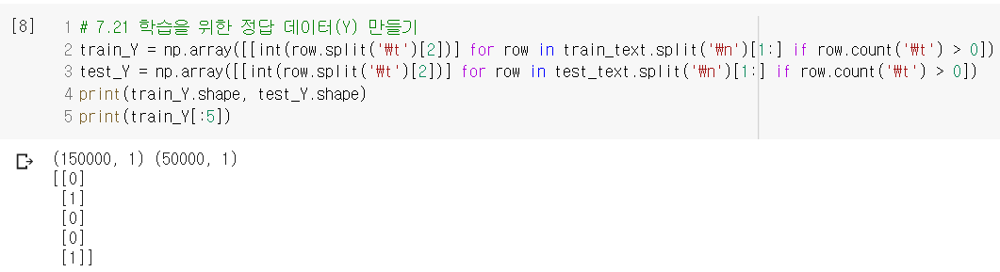 [8] 1 # 7.21 학습을 위한 정답 데이터(Y) 만들기
2 train_Y = np.array([[int(row.split('₩t')[2])] for row in train_text.split('₩n')[1:] if row.count('₩t') > 0])
3 test_Y = np.array([[int(row.split('₩t')[2])] for row in test_text.split('₩n')[1:] if row.count('₩t') > 0])
4 print(train_Y.shape, test_Y.shape)
5 print(train_Y[:5])
(150000, 1) (50000, 1)
[[0]
[1]
[0]
[0]
[1]]